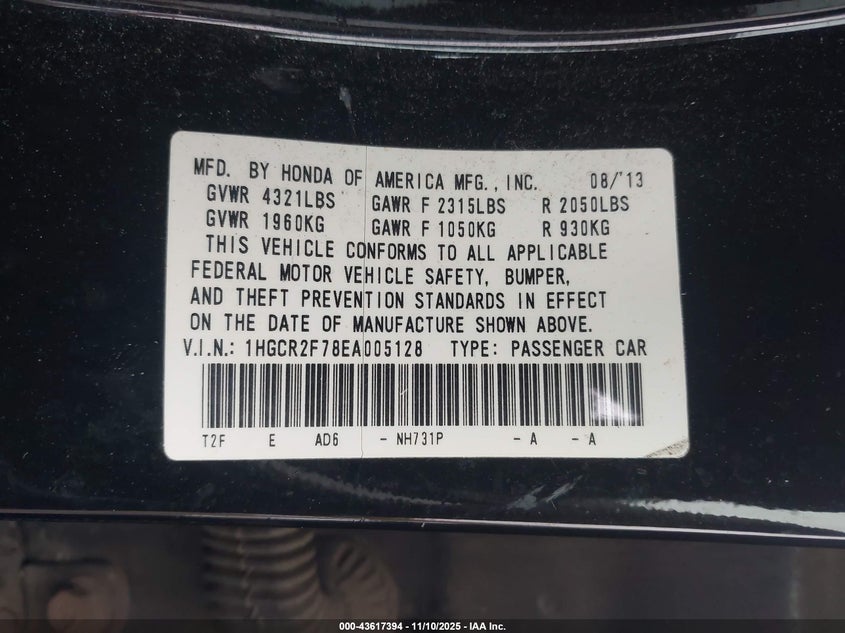 MFD. BY HONDA OF AMERICA MFG., INC. 08/'13
GVWR 4321LBS GAWR F 2315LBS R 2050LBS
GVWR 1960KG GAWR F 1050KG R 930KG
THIS VEHICLE CONFORMS TO ALL APPLICABLE
FEDERAL MOTOR VEHICLE SAFETY, BUMPER,
AND THEFT PREVENTION STANDARDS IN EFFECT
ON THE DATE OF MANUFACTURE SHOWN ABOVE.
V.I.N.: 1HGCR2F78EA005128 TYPE: PASSENGER CAR
T2F E AD6 - NH731P - A - A
000-43617394 - 11/10/2025 - IAA Inc.